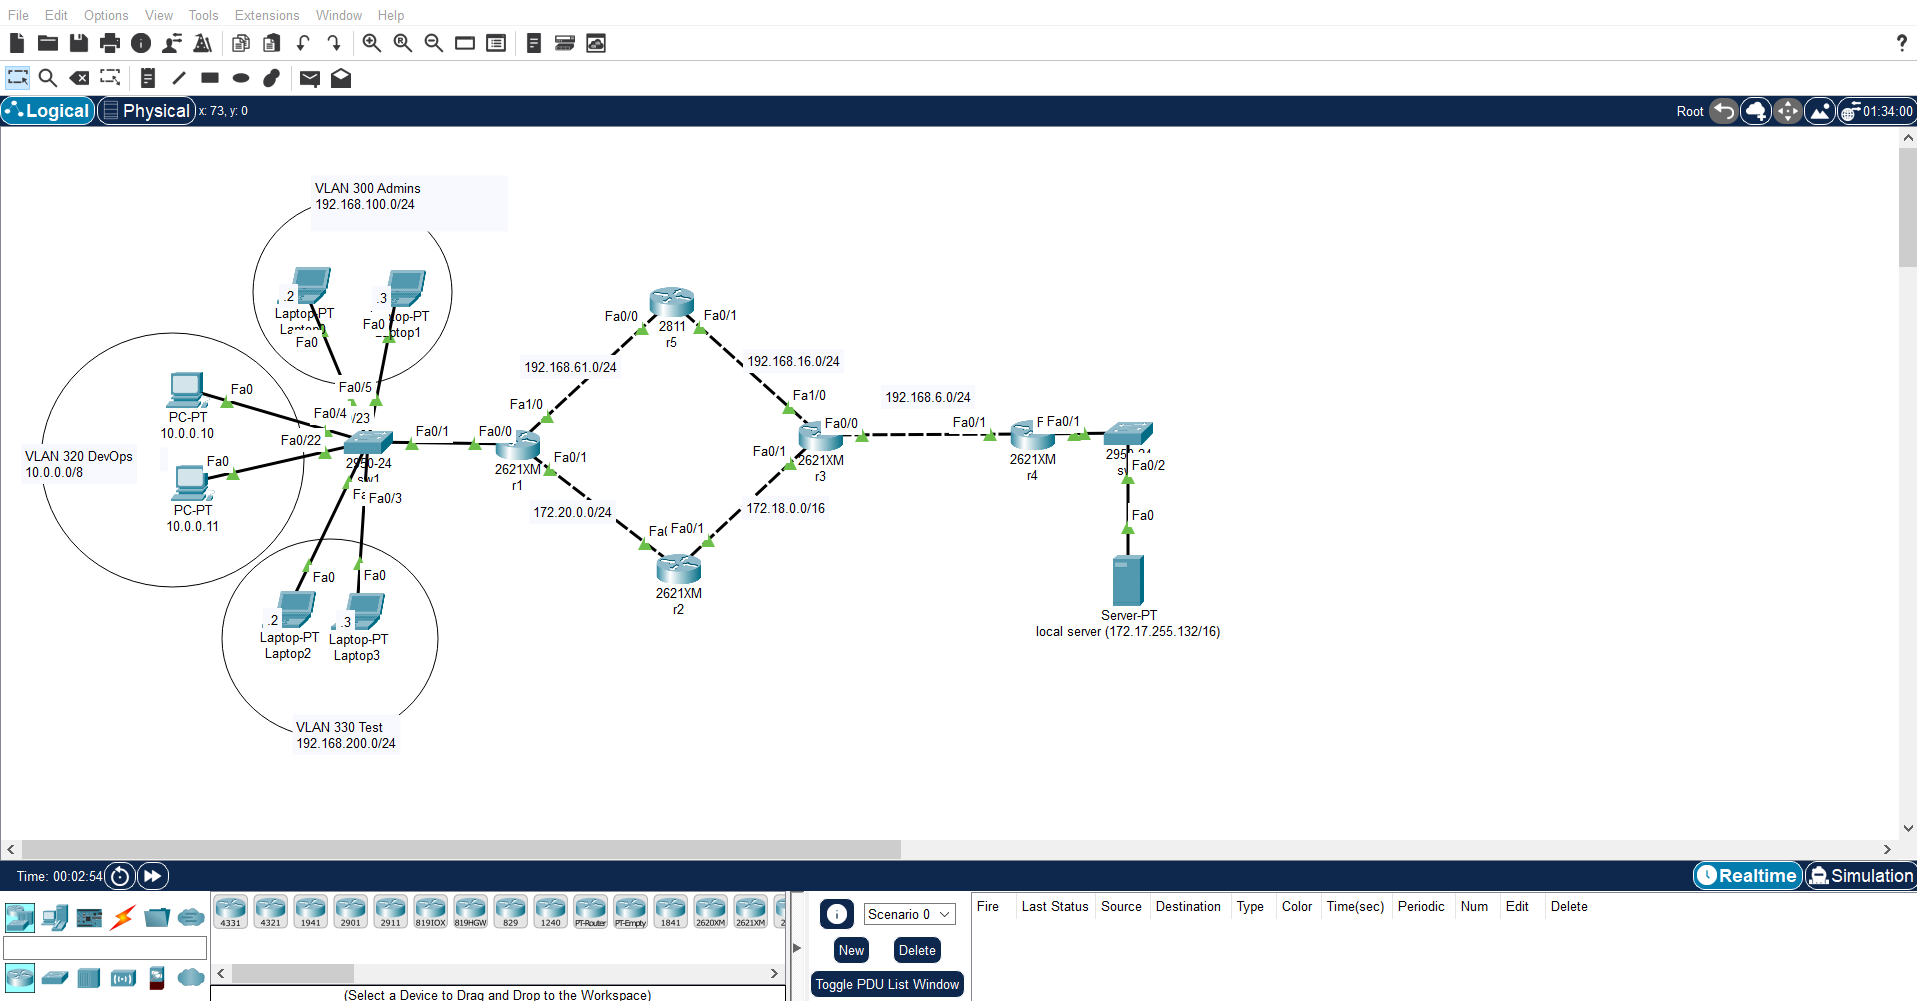 File Edit Options View Tools Extensions Window Help
?
Logical Physical x: 73, y: 0 Root 01:34:00
VLAN 300 Admins
192.168.100.0/24
.2
Laptop-PT
Fa0
.3
Fa0
Fa0/5
PC-PT
10.0.0.10
Fa0
Fa0/4
/23
VLAN 320 DevOps
10.0.0.0/8
Fa0/22
Fa0
PC-PT
10.0.0.11
2950-24
sw1
Fa0/3
Fa0/1
Fa0
.2
Laptop-PT
Laptop2
Fa0
.3
Laptop-PT
Laptop3
VLAN 330 Test
192.168.200.0/24
Fa0/0
Fa1/0
Fa0/1
2621XM
r1
192.168.61.0/24
Fa0/0
Fa0/1
2811
r5
192.168.16.0/24
172.20.0.0/24
Fa0/1
2621XM
r2
172.18.0.0/16
Fa1/0
Fa0/0
Fa0/1
2621XM
r3
192.168.6.0/24
Fa0/1
2621XM
r4
Fa0/1
Fa0/2
Fa0
Server-PT
local server (172.17.255.132/16)
Time: 00:02:54 Realtime Simulation
4331 4321 1941 2901 2911 819IOX 819HGW 829 1240 PT-Router PT-Empty 1841 2620XM 2621XM
(Select a Device to Drag and Drop to the Workspace)
Scenario 0
New Delete
Toggle PDU List Window
Fire Last Status Source Destination Type Color Time(sec) Periodic Num Edit Delete